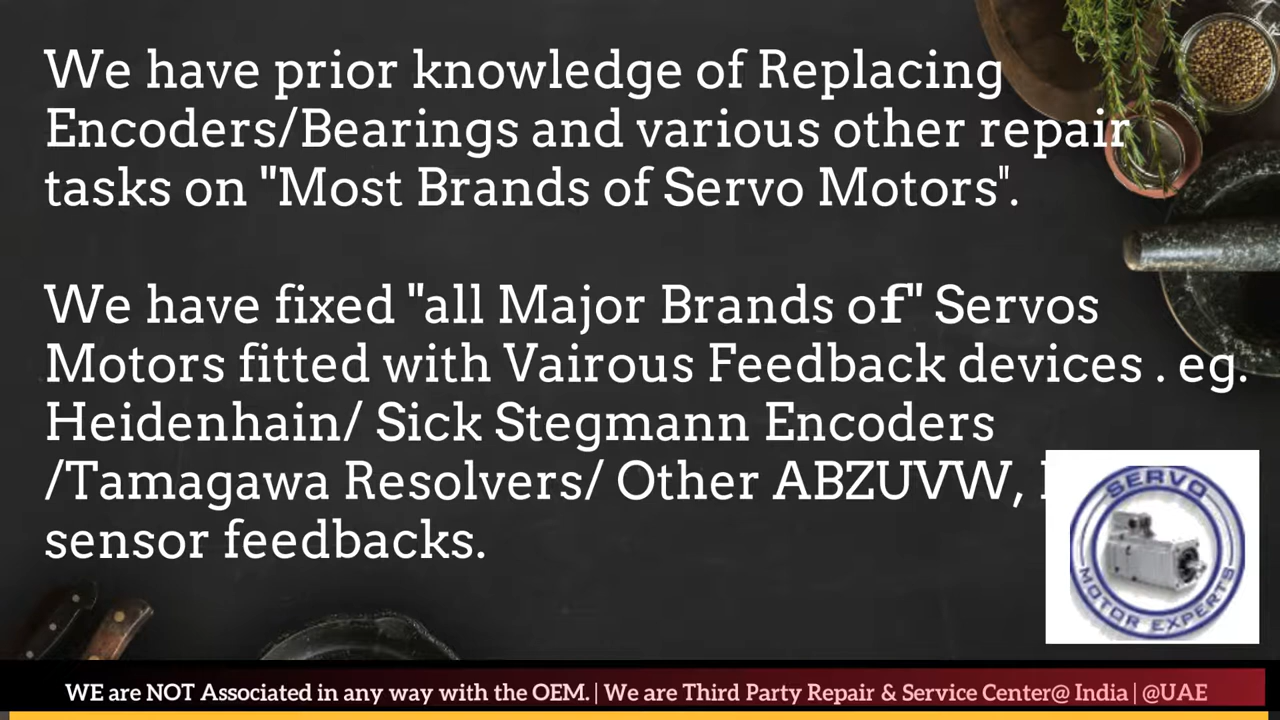 We have prior knowledge of Replacing
Encoders/Bearings and various other repair
tasks on "Most Brands of Servo Motors".
We have fixed "all Major Brands of" Servos
Motors fitted with Vairous Feedback devices . eg.
Heidenhain/ Sick Stegmann Encoders
/Tamagawa Resolvers/ Other ABZUVW,
sensor feedbacks.
SERVO
MOTOR EXPERTS
WE are NOT Associated in any way with the OEM. | We are Third Party Repair & Service Center@ India | @UAE